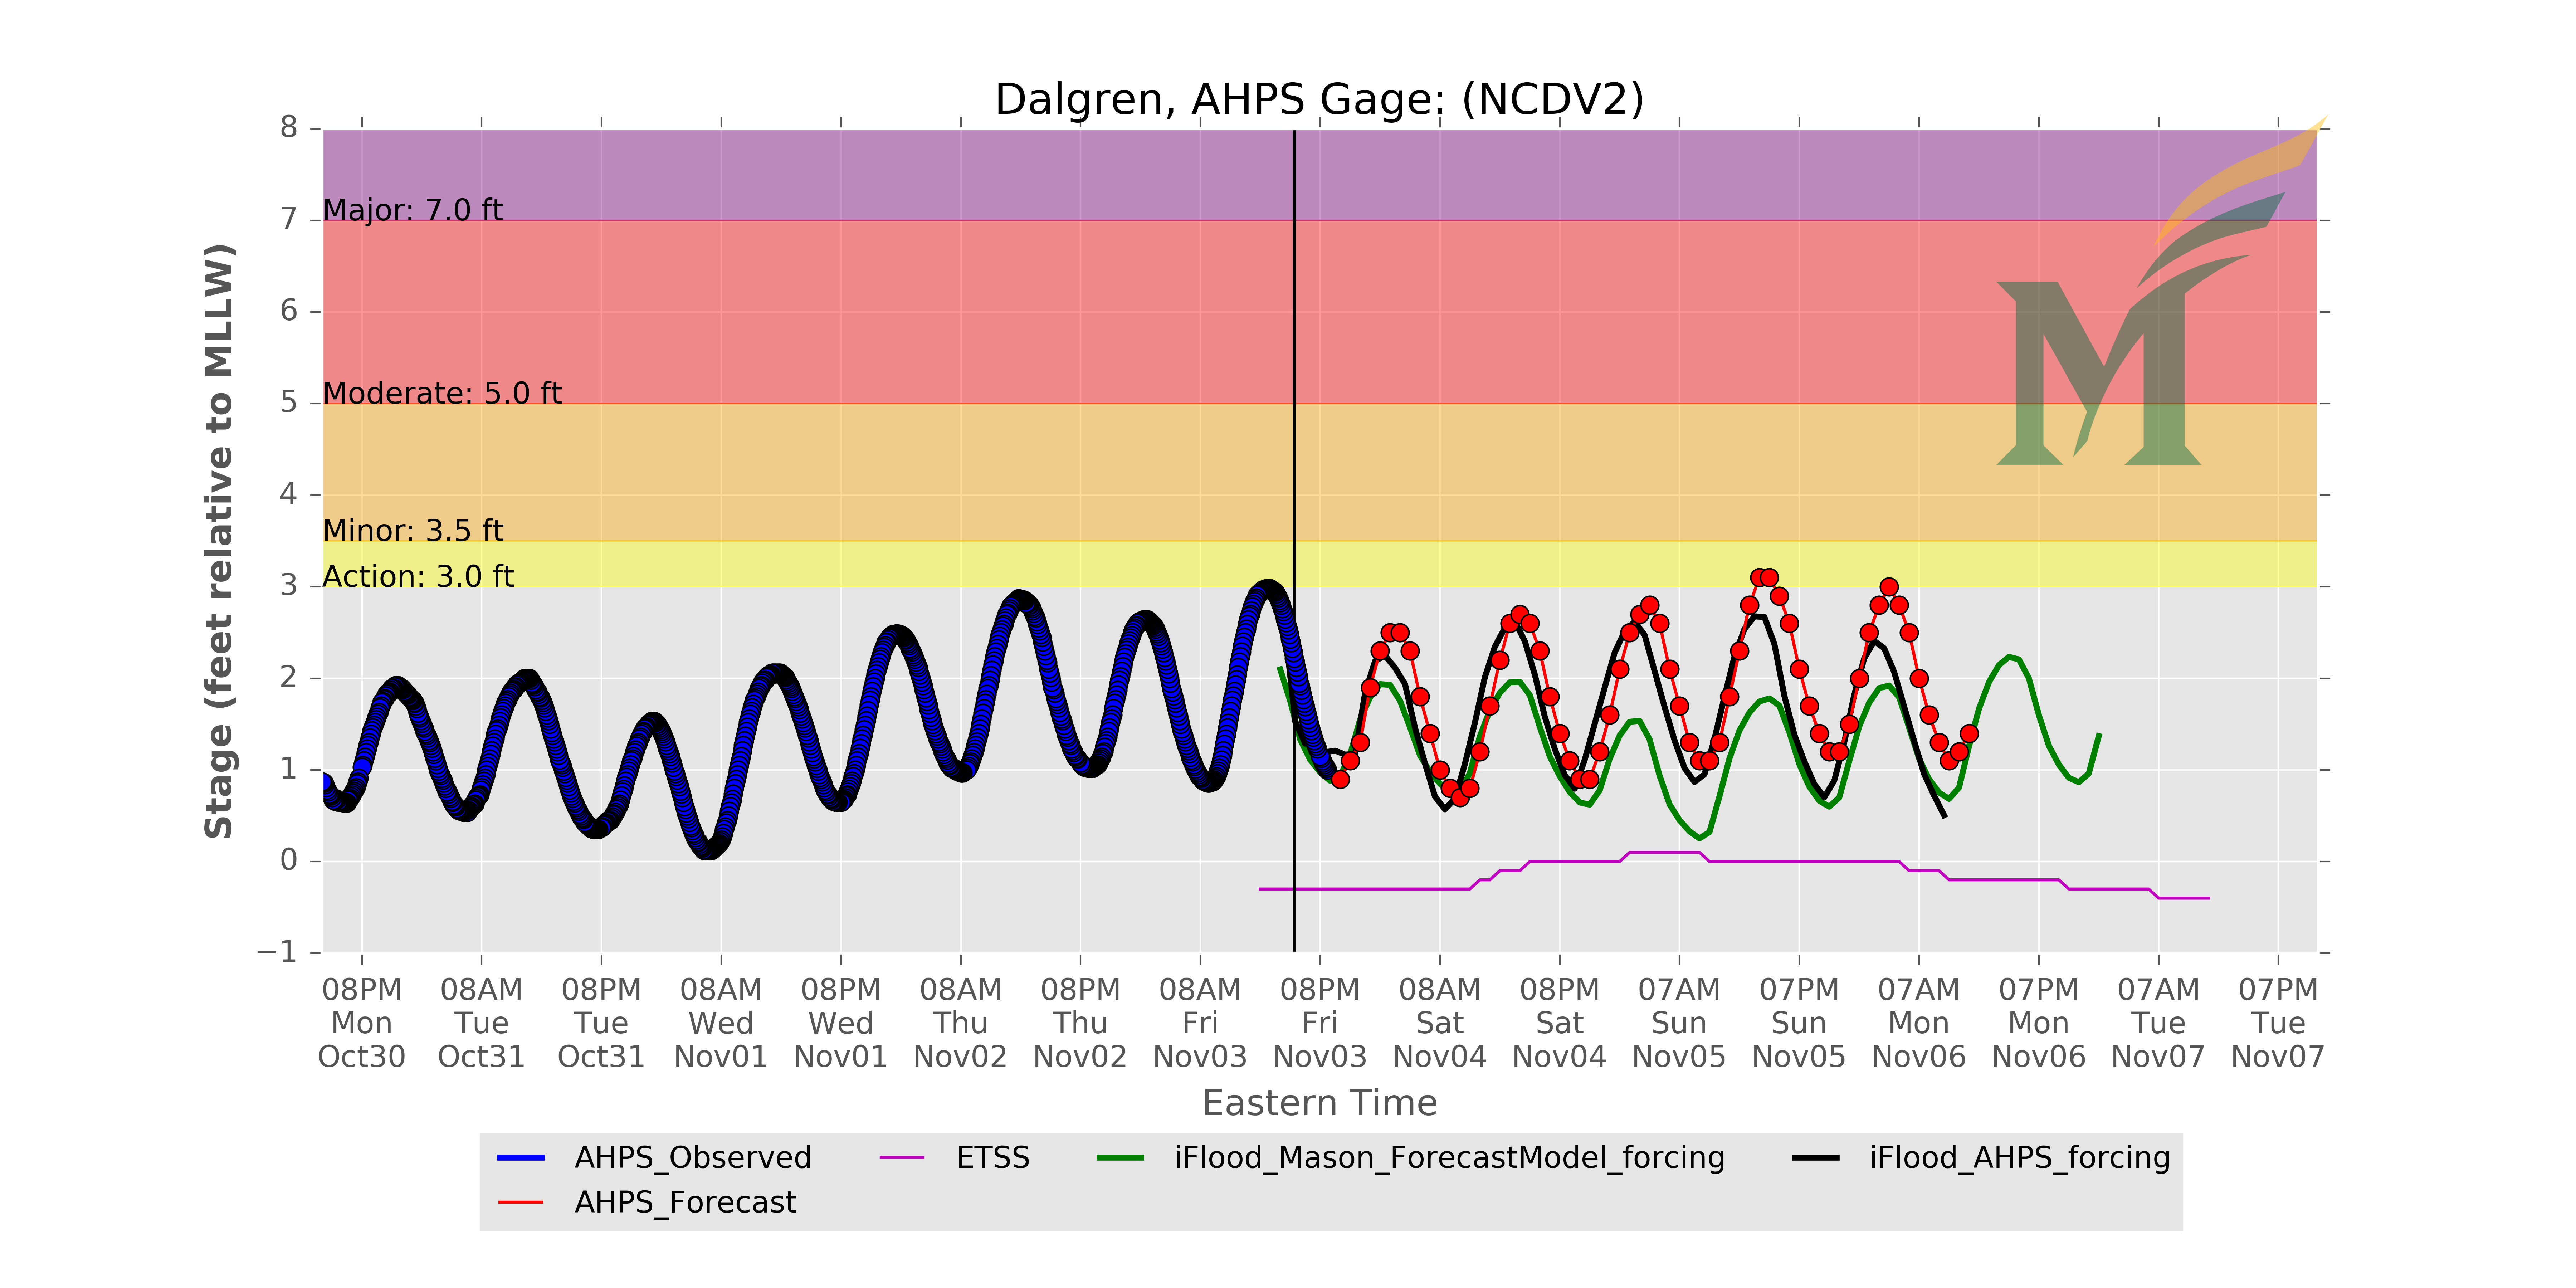 Dalgren, AHPS Gage: (NCDV2)
Stage (feet relative to MLLW)
8
7
6
5
4
3
2
1
0
−1
Major: 7.0 ft
Moderate: 5.0 ft
Minor: 3.5 ft
Action: 3.0 ft
M
08PM 08AM 08PM 08AM 08PM 08AM 08PM 08AM 08PM 08AM 08PM 07AM 07PM 07AM 07PM 07AM 07PM
Mon Tue Tue Wed Wed Thu Thu Fri Fri Sat Sat Sun Sun Mon Mon Tue Tue
Oct30 Oct31 Oct31 Nov01 Nov01 Nov02 Nov02 Nov03 Nov03 Nov04 Nov04 Nov05 Nov05 Nov06 Nov06 Nov07 Nov07
Eastern Time
AHPS_Observed ETSS iFlood_Mason_ForecastModel_forcing iFlood_AHPS_forcing
AHPS_Forecast